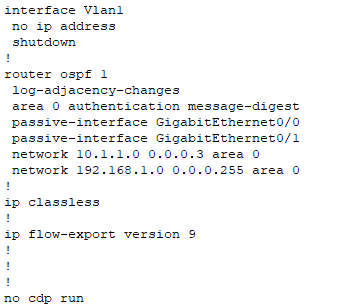 interface Vlan1
 no ip address
 shutdown
!
router ospf 1
 log-adjacency-changes
 area 0 authentication message-digest
 passive-interface GigabitEthernet0/0
 passive-interface GigabitEthernet0/1
 network 10.1.1.0 0.0.0.3 area 0
 network 192.168.1.0 0.0.0.255 area 0
!
ip classless
!
ip flow-export version 9
!
!
!
no cdp run